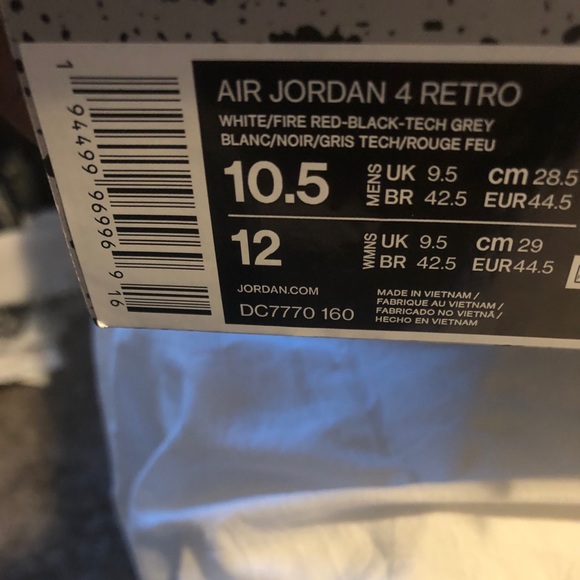 AIR JORDAN 4 RETRO
WHITE/FIRE RED-BLACK-TECH GREY
BLANC/NOIR/GRIS TECH/ROUGE FEU
10.5 MENS UK 9.5 cm 28.5
BR 42.5 EUR 44.5
12 WMNS UK 9.5 cm 29
BR 42.5 EUR 44.5
JORDAN.COM
DC7770 160
MADE IN VIETNAM/
FABRIQUE AU VIETNAM/
FABRICADO NO VIETNÃ/
HECHO EN VIETNAM
1 94499 96996 9 16